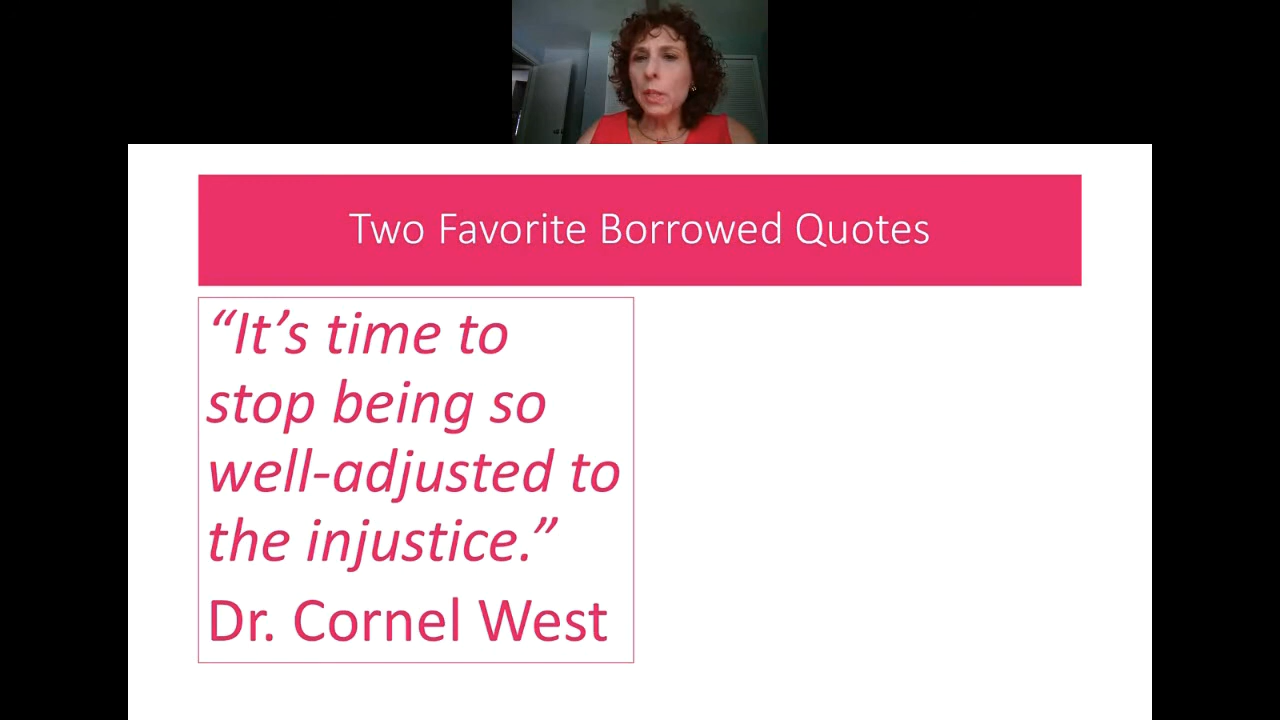 Two Favorite Borrowed Quotes
“It’s time to
stop being so
well-adjusted to
the injustice.”
Dr. Cornel West